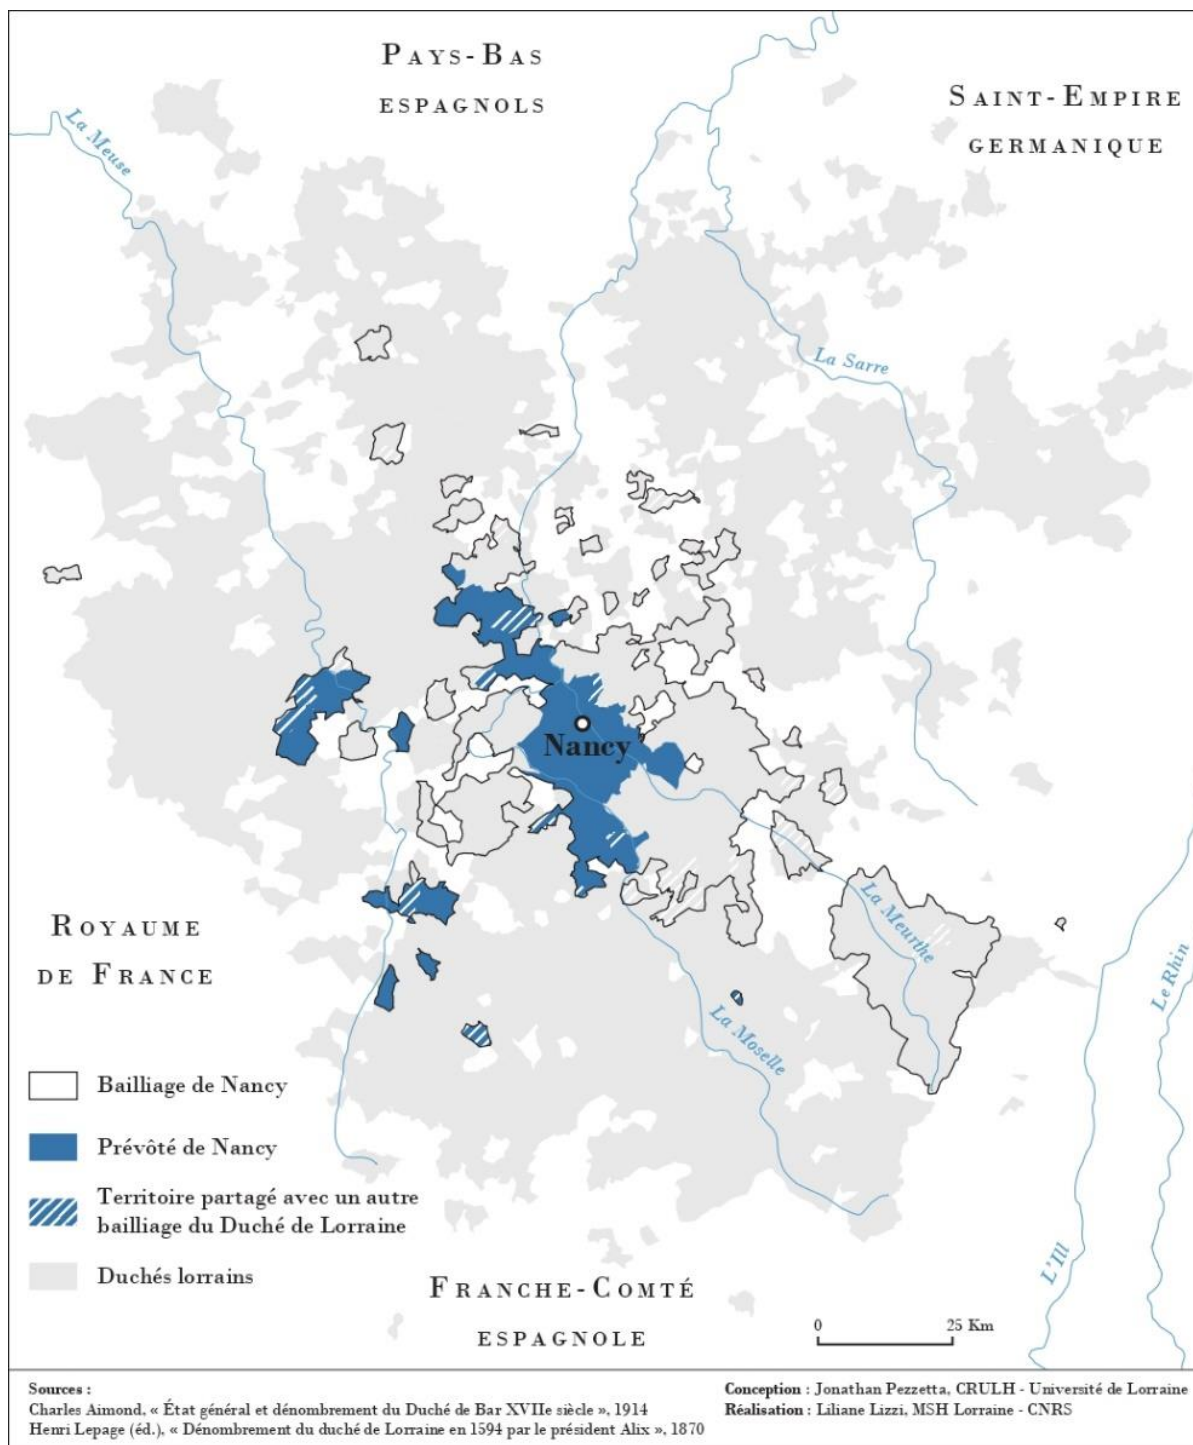 PAYS-BAS
ESPAGNOLS
SAINT-EMPIRE
GERMANIQUE
La Meuse
La Sarre
Nancy
ROYAUME
DE FRANCE
La Meurthe
Le Rhin
La Moselle
Bailliage de Nancy
Prévôté de Nancy
Territoire partagé avec un autre
bailliage du Duché de Lorraine
Duchés lorrains
L'Ill
FRANCHE-COMTÉ
ESPAGNOLE
0 25 Km
Sources :
Charles Aimond, « État général et dénombrement du Duché de Bar XVIIe siècle », 1914
Henri Lepage (éd.), « Dénombrement du duché de Lorraine en 1594 par le président Alix », 1870
Conception : Jonathan Pezzetta, CRULH - Université de Lorraine
Réalisation : Liliane Lizzi, MSH Lorraine - CNRS